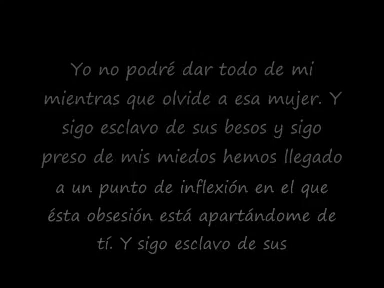 Yo no podré dar todo de mi
mientras que olvide a esa mujer. Y
sigo esclavo de sus besos y sigo
preso de mis miedos hemos llegado
a un punto de inflexión en el que
ésta obsesión está apartándome de
tí. Y sigo esclavo de sus